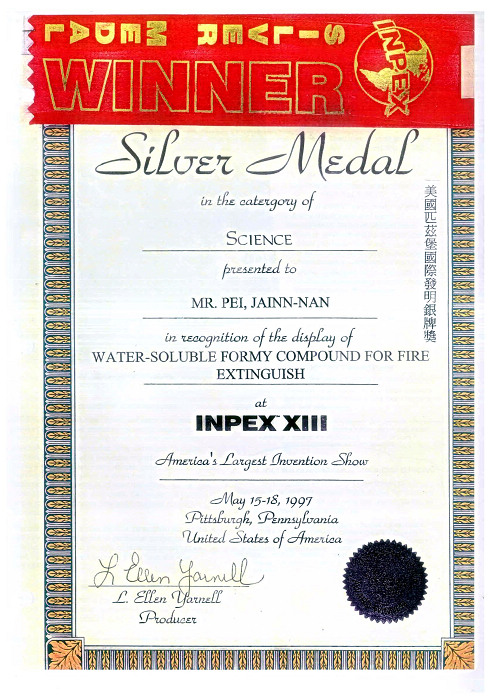 SILVER MEDAL
WINNER
INPEX
Silver Medal
in the catergory of
SCIENCE
presented to
MR. PEI, JAINN-NAN
in recognition of the display of
WATER-SOLUBLE FORMY COMPOUND FOR FIRE
EXTINGUISH
at
INPEX™ XIII
America's Largest Invention Show
May 15-18, 1997
Pittsburgh, Pennsylvania
United States of America
L Ellen Yarnell
L. Ellen Yarnell
Producer
美國匹茲堡國際發明銀牌獎